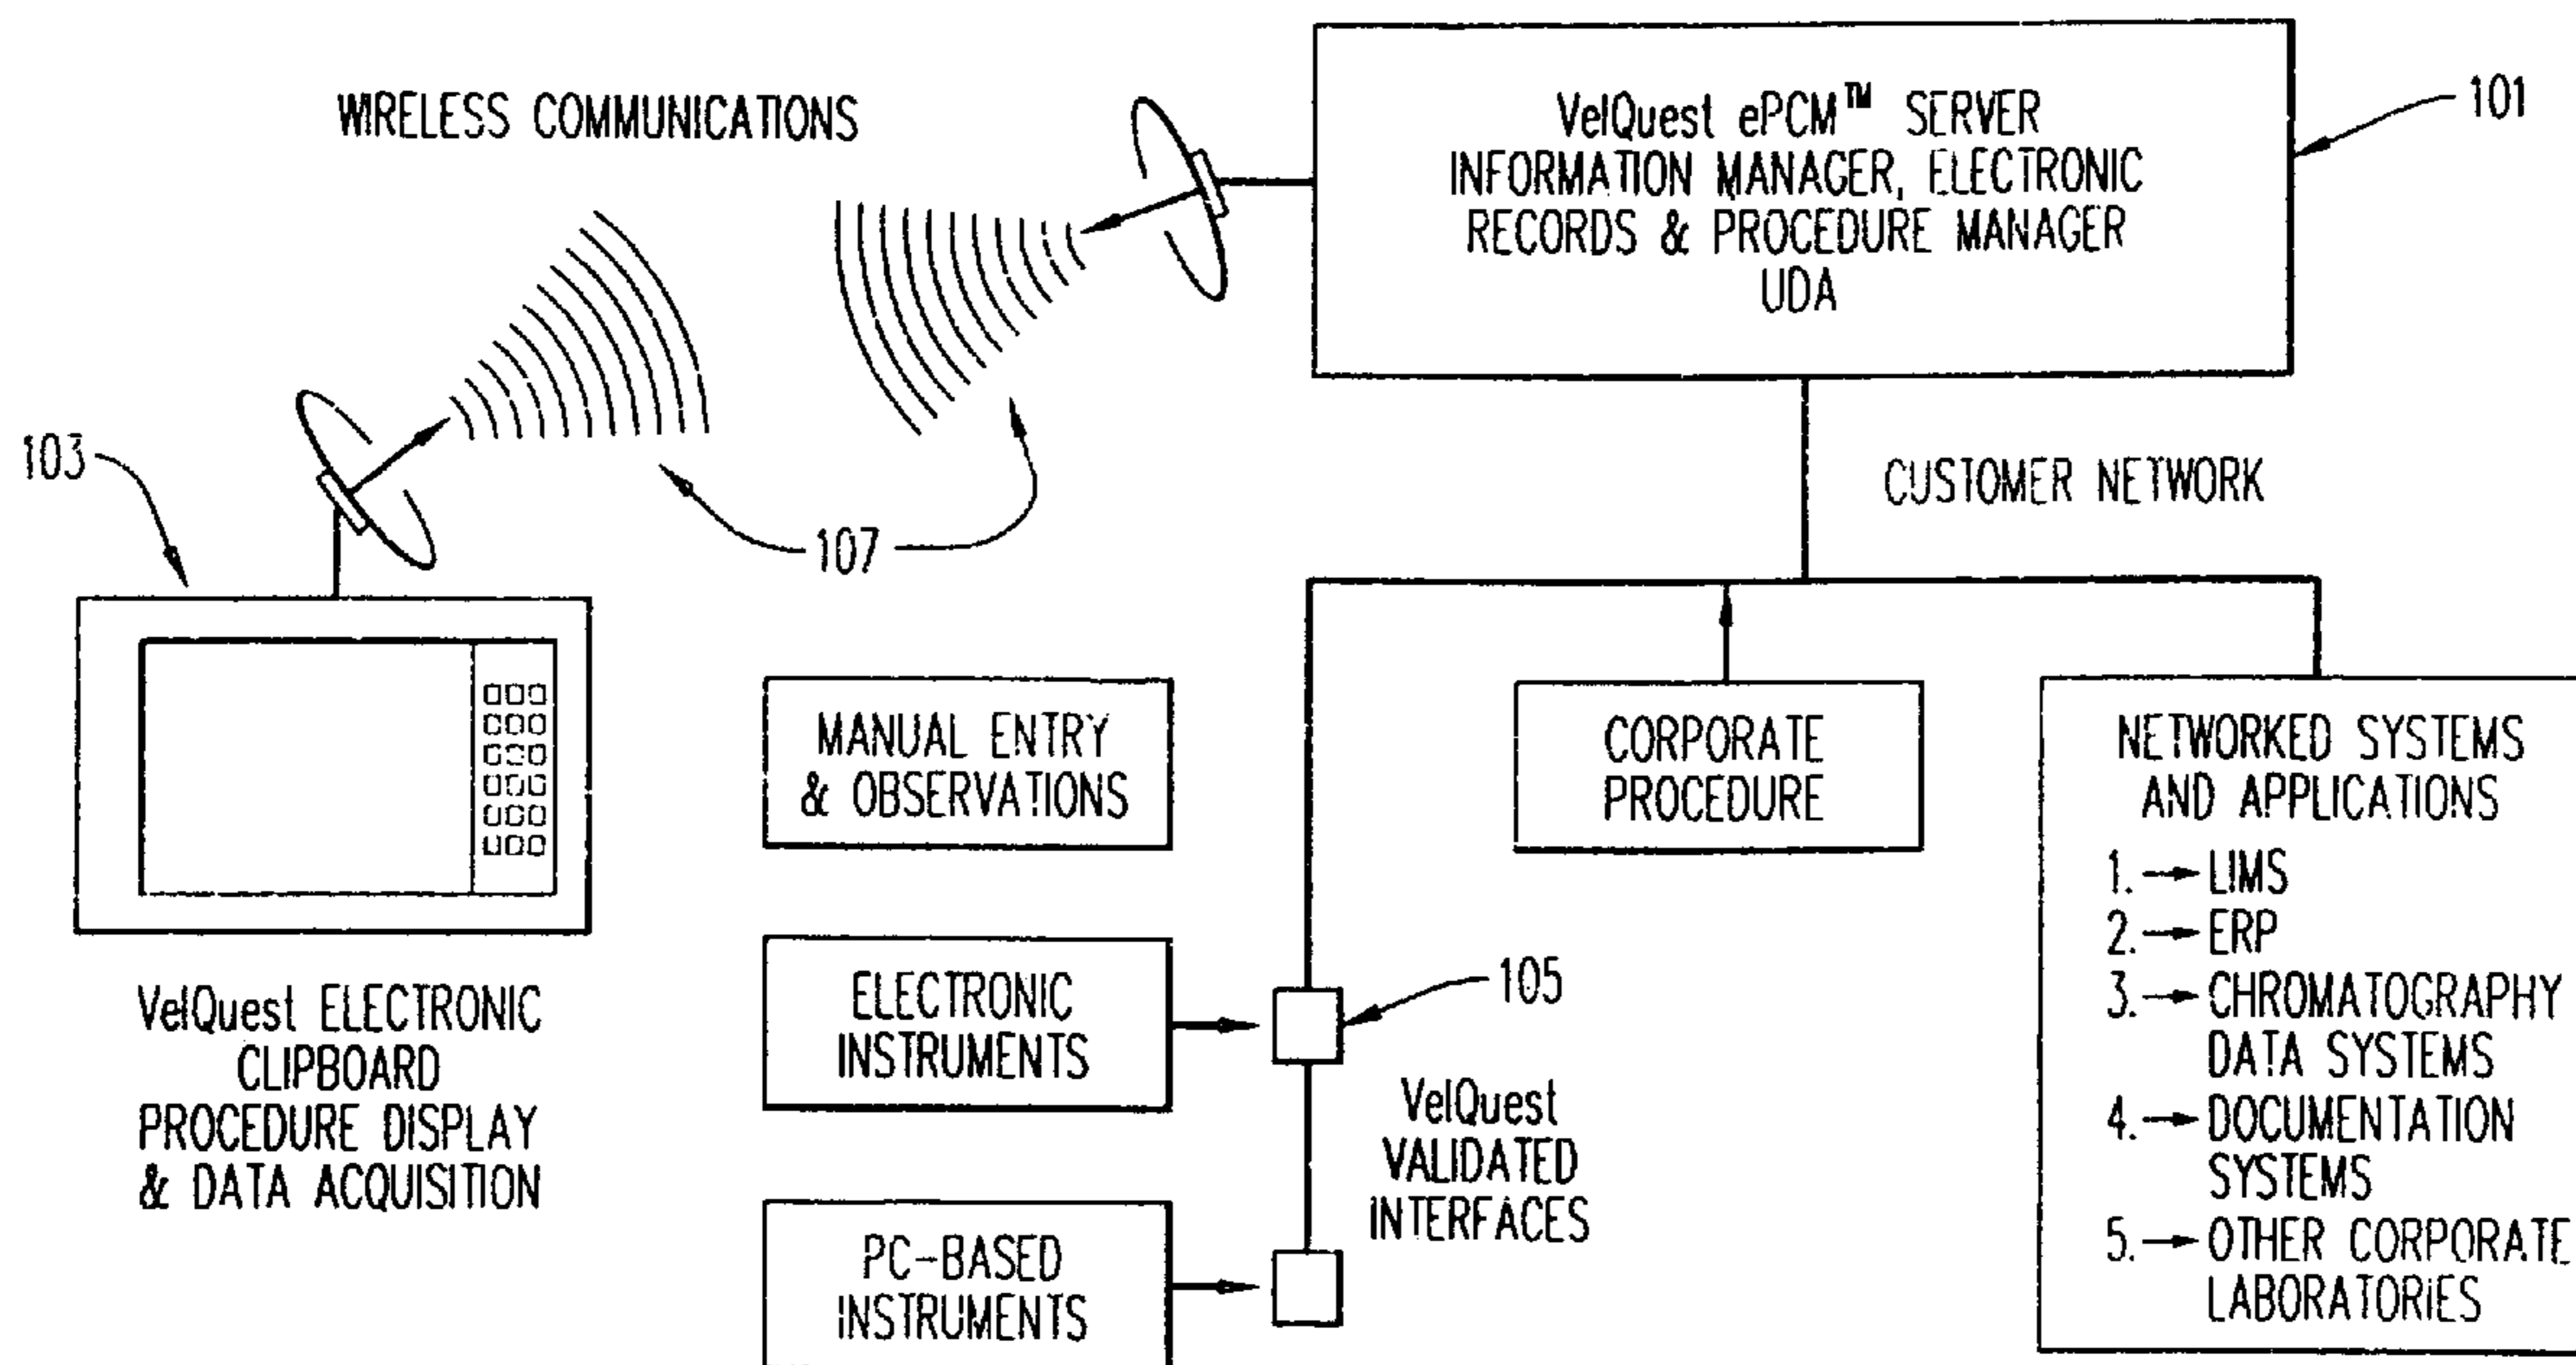 WIRELESS COMMUNICATIONS
VelQuest ePCM™ SERVER
INFORMATION MANAGER, ELECTRONIC
RECORDS & PROCEDURE MANAGER
UDA
101
103
107
CUSTOMER NETWORK
MANUAL ENTRY
& OBSERVATIONS
CORPORATE
PROCEDURE
NETWORKED SYSTEMS
AND APPLICATIONS
1. → LIMS
2. → ERP
3. → CHROMATOGRAPHY
DATA SYSTEMS
4. → DOCUMENTATION
SYSTEMS
5. → OTHER CORPORATE
LABORATORIES
VelQuest ELECTRONIC
CLIPBOARD
PROCEDURE DISPLAY
& DATA ACQUISITION
ELECTRONIC
INSTRUMENTS
105
VelQuest
VALIDATED
INTERFACES
PC-BASED
INSTRUMENTS